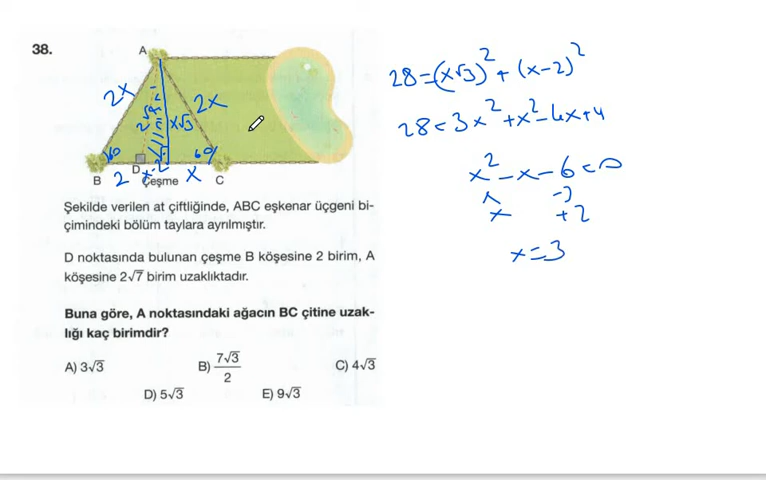 38.
A
2x
2x
2√7
x√3
60
60
B
2
D
x-2
Çeşme
x
C
Şekilde verilen at çiftliğinde, ABC eşkenar üçgeni bi-
çimindeki bölüm taylara ayrılmıştır.
D noktasında bulunan çeşme B köşesine 2 birim, A
köşesine 2√7 birim uzaklıktadır.
Buna göre, A noktasındaki ağacın BC çitine uzak-
lığı kaç birimdir?
A) 3√3 B) 7√3/2 C) 4√3
D) 5√3 E) 9√3
28=(x√3)²+(x-2)²
28=3x²+x²-4x+4
x²-x-6=0
x -3
x +2
x=3